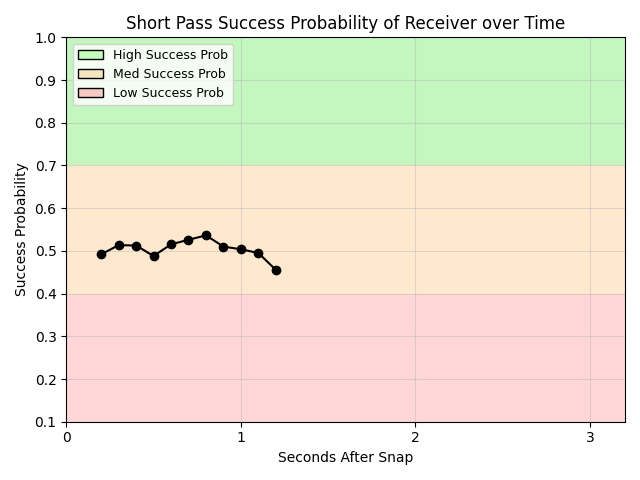 Short Pass Success Probability of Receiver over Time
High Success Prob
Med Success Prob
Low Success Prob
1.0
0.9
0.8
0.7
0.6
0.5
0.4
0.3
0.2
0.1
Success Probability
0 1 2 3
Seconds After Snap